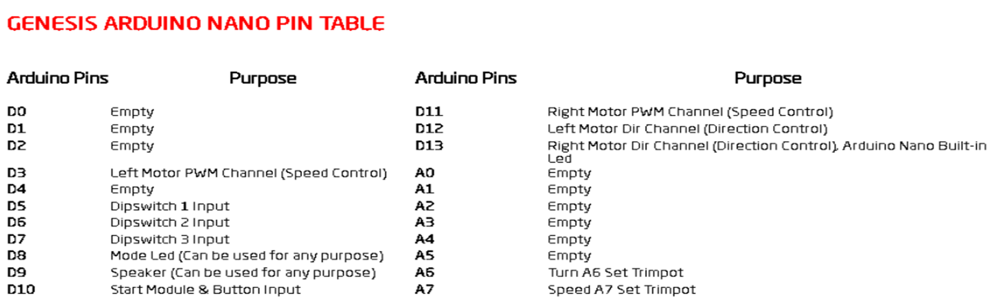 GENESIS ARDUINO NANO PIN TABLE
Arduino Pins Purpose Arduino Pins Purpose
D0 Empty D11 Right Motor PWM Channel (Speed Control)
D1 Empty D12 Left Motor Dir Channel (Direction Control)
D2 Empty D13 Right Motor Dir Channel (Direction Control), Arduino Nano Built-in
Led
D3 Left Motor PWM Channel (Speed Control) A0 Empty
D4 Empty A1 Empty
D5 Dipswitch 1 Input A2 Empty
D6 Dipswitch 2 Input A3 Empty
D7 Dipswitch 3 Input A4 Empty
D8 Mode Led (Can be used for any purpose) A5 Empty
D9 Speaker (Can be used for any purpose) A6 Turn A6 Set Trimpot
D10 Start Module & Button Input A7 Speed A7 Set Trimpot